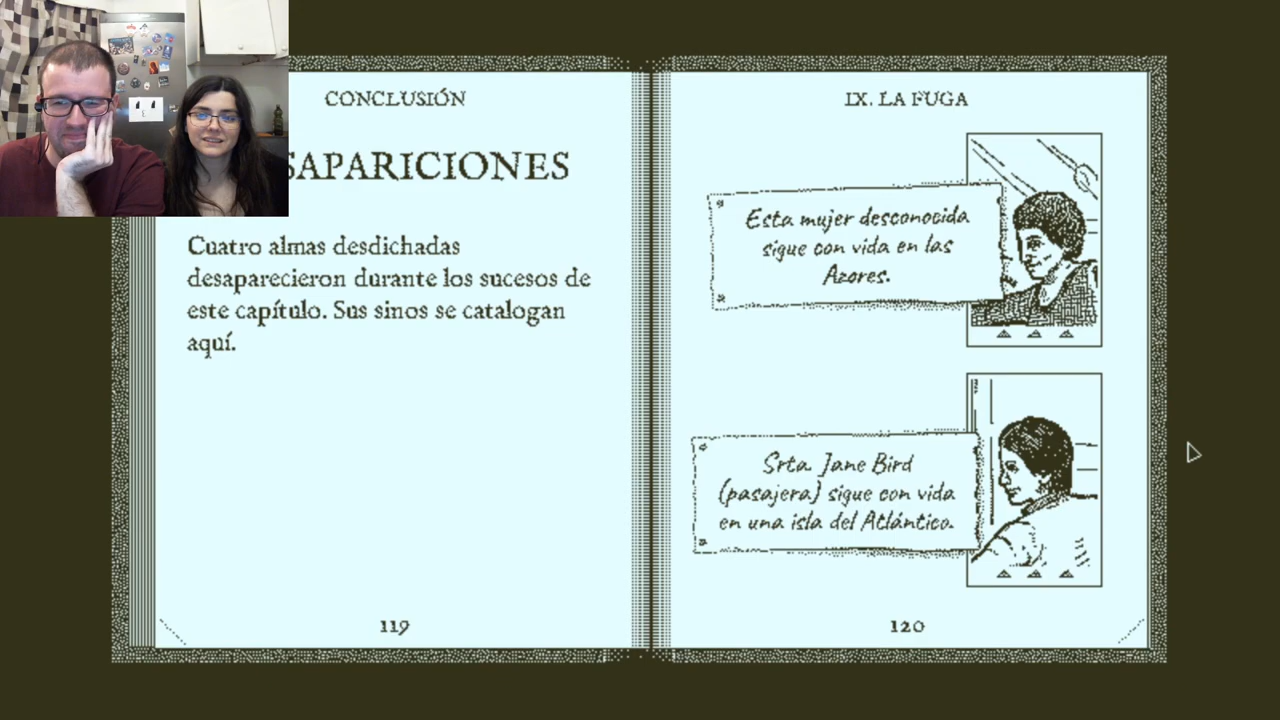 CONCLUSIÓN
SAPARICIONES
Cuatro almas desdichadas
desaparecieron durante los sucesos de
este capítulo. Sus sinos se catalogan
aquí.
119
IX. LA FUGA
Esta mujer desconocida
sigue con vida en las
Azores.
Srta. Jane Bird
(pasajera) sigue con vida
en una isla del Atlántico.
120